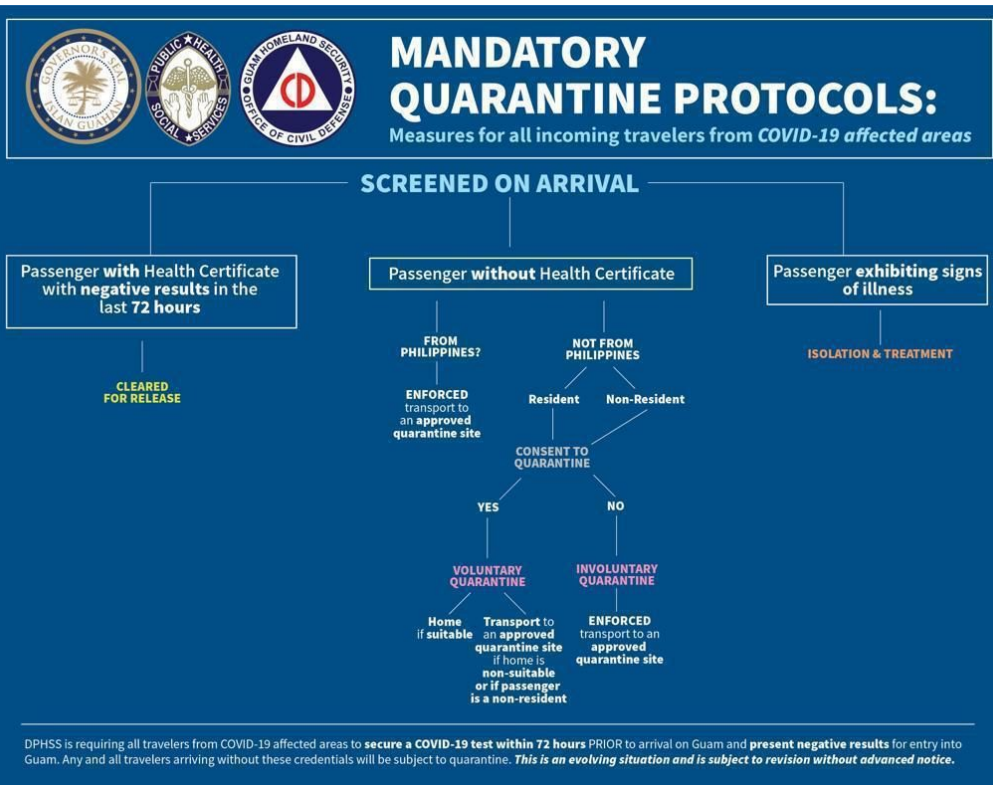 GOVERNOR'S SEAL
ISLAN GUAHAN
PUBLIC HEALTH
SOCIAL SERVICES
GUAM HOMELAND SECURITY
OFFICE OF CIVIL DEFENSE
CD
MANDATORY
QUARANTINE PROTOCOLS:
Measures for all incoming travelers from COVID-19 affected areas
SCREENED ON ARRIVAL
Passenger with Health Certificate
with negative results in the
last 72 hours
CLEARED
FOR RELEASE
Passenger without Health Certificate
FROM
PHILIPPINES?
ENFORCED
transport to
an approved
quarantine site
NOT FROM
PHILIPPINES
Resident
Non-Resident
CONSENT TO
QUARANTINE
YES
VOLUNTARY
QUARANTINE
Home
if suitable
Transport to
an approved
quarantine site
if home is
non-suitable
or if passenger
is a non-resident
NO
INVOLUNTARY
QUARANTINE
ENFORCED
transport to an
approved
quarantine site
Passenger exhibiting signs
of illness
ISOLATION & TREATMENT
DPHSS is requiring all travelers from COVID-19 affected areas to secure a COVID-19 test within 72 hours PRIOR to arrival on Guam and present negative results for entry into
Guam. Any and all travelers arriving without these credentials will be subject to quarantine. This is an evolving situation and is subject to revision without advanced notice.